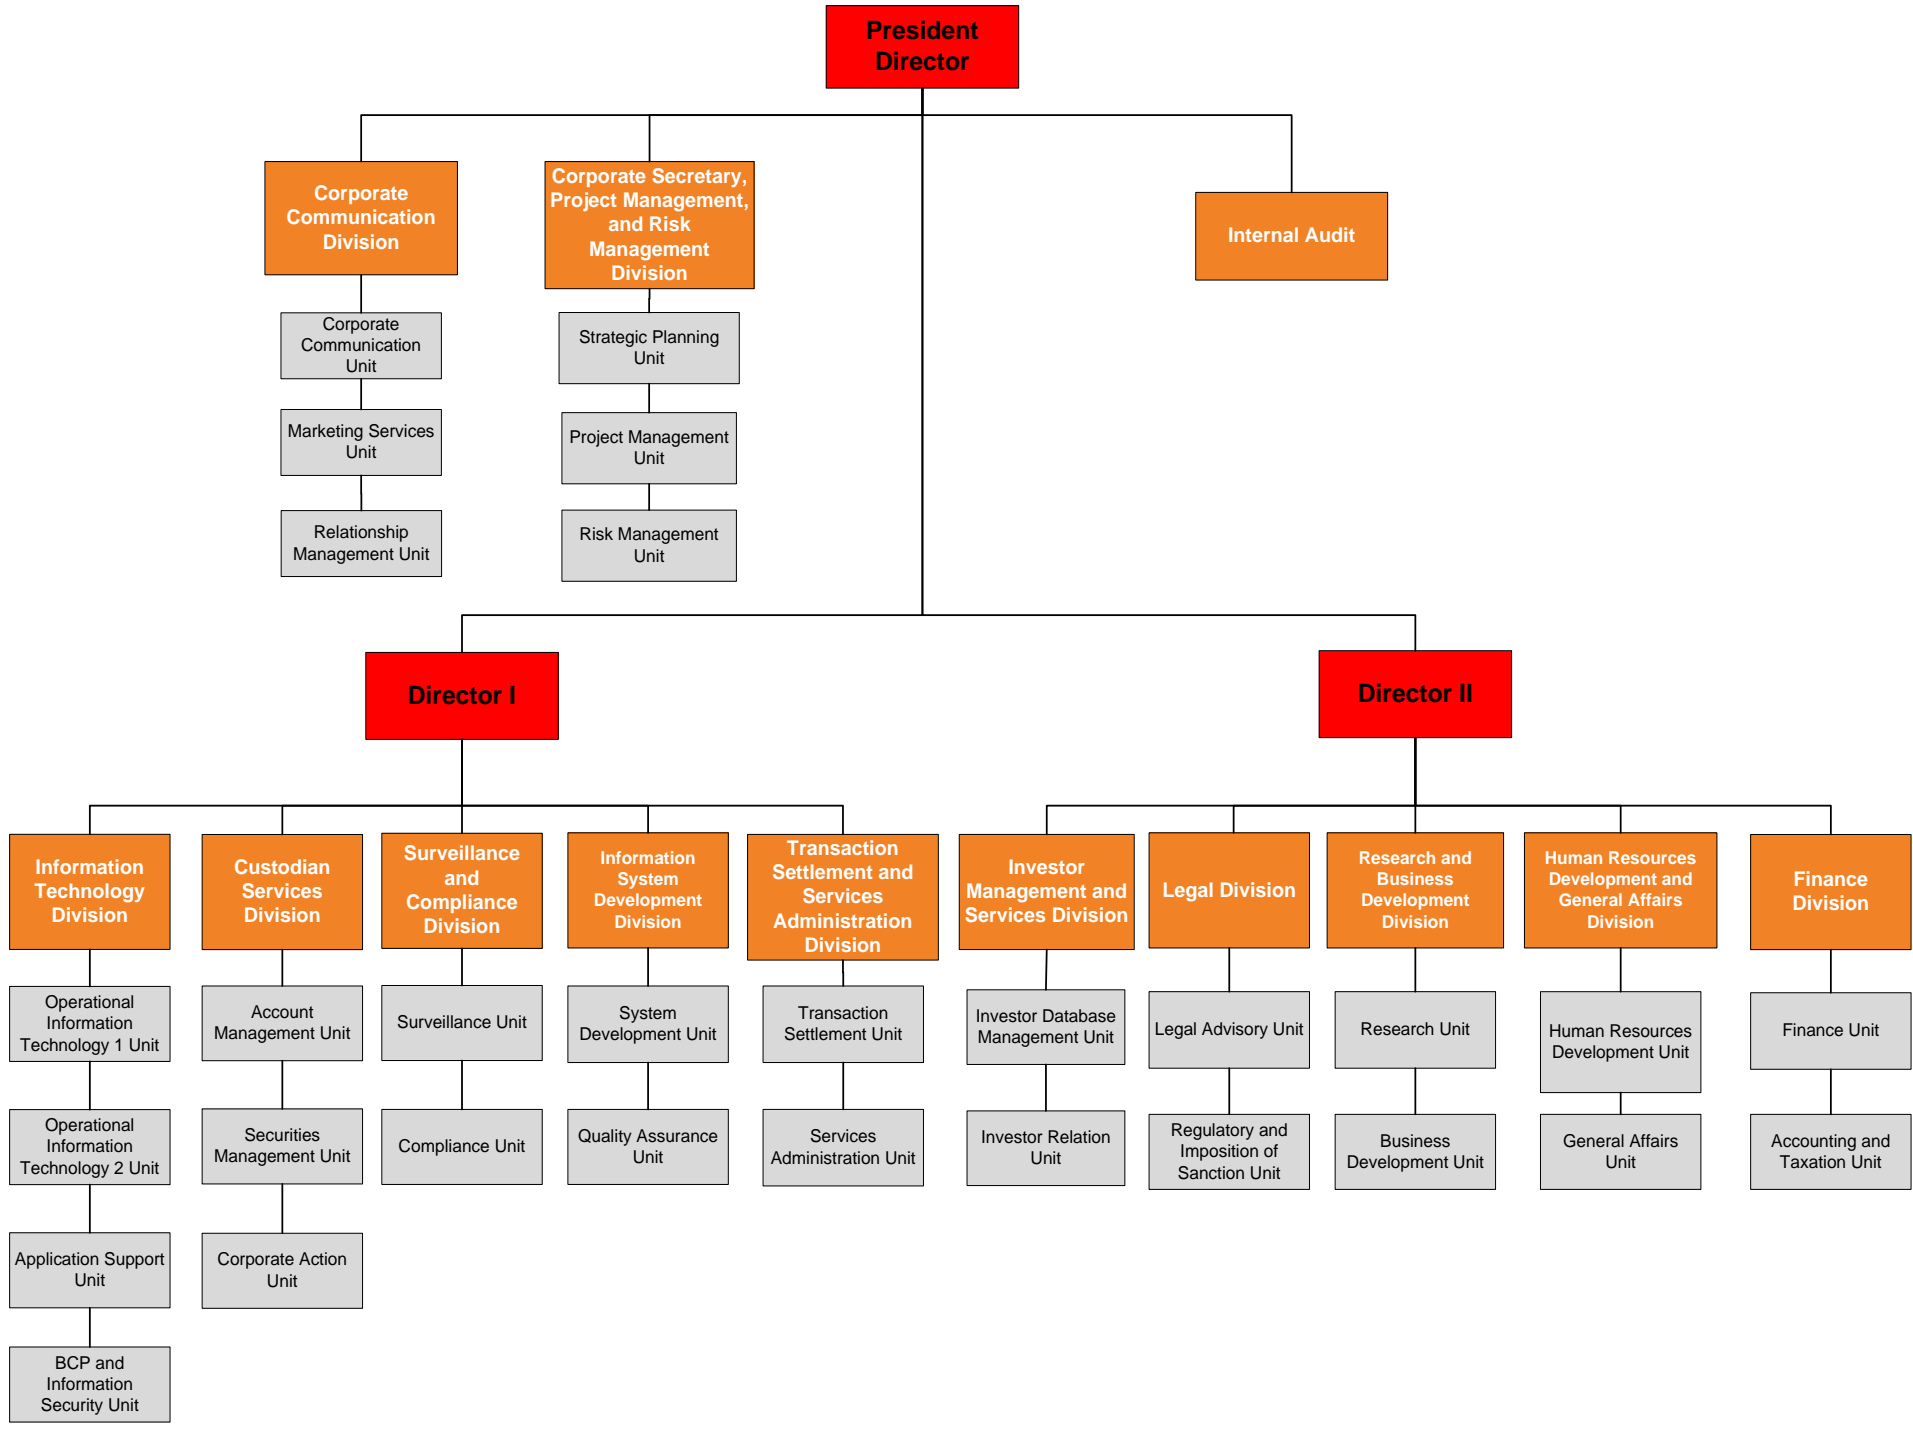 President
Director
Corporate
Communication
Division
Corporate Secretary,
Project Management,
and Risk
Management
Division
Internal Audit
Corporate
Communication
Unit
Marketing Services
Unit
Relationship
Management Unit
Strategic Planning
Unit
Project Management
Unit
Risk Management
Unit
Director I
Director II
Information
Technology
Division
Operational
Information
Technology 1 Unit
Operational
Information
Technology 2 Unit
Application Support
Unit
BCP and
Information
Security Unit
Custodian
Services
Division
Account
Management Unit
Securities
Management Unit
Corporate Action
Unit
Surveillance
and
Compliance
Division
Surveillance Unit
Compliance Unit
Information
System
Development
Division
System
Development Unit
Quality Assurance
Unit
Transaction
Settlement and
Services
Administration
Division
Transaction
Settlement Unit
Services
Administration Unit
Investor
Management and
Services Division
Investor Database
Management Unit
Investor Relation
Unit
Legal Division
Legal Advisory Unit
Regulatory and
Imposition of
Sanction Unit
Research and
Business
Development
Division
Research Unit
Business
Development Unit
Human Resources
Development and
General Affairs
Division
Human Resources
Development Unit
General Affairs
Unit
Finance
Division
Finance Unit
Accounting and
Taxation Unit